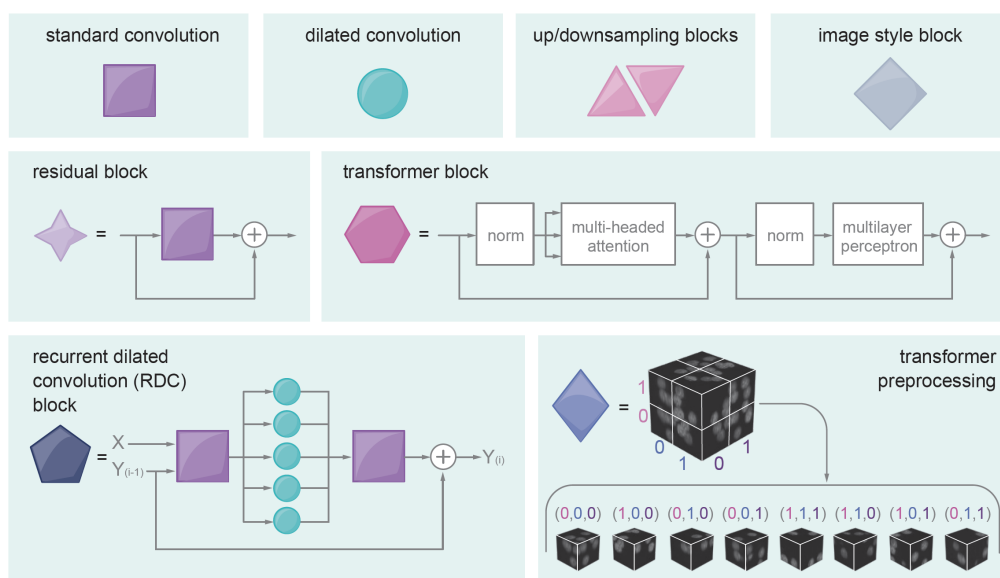 standard convolution
dilated convolution
up/downsampling blocks
image style block
residual block
=
+
transformer block
=
norm
multi-headed
attention
+
norm
multilayer
perceptron
+
recurrent dilated
convolution (RDC)
block
=
X
Y(i-1)
+
Y(i)
transformer
preprocessing
=
1
0
0
1
0
1
(0,0,0)
(1,0,0)
(0,1,0)
(0,0,1)
(1,1,1)
(1,1,0)
(1,0,1)
(0,1,1)